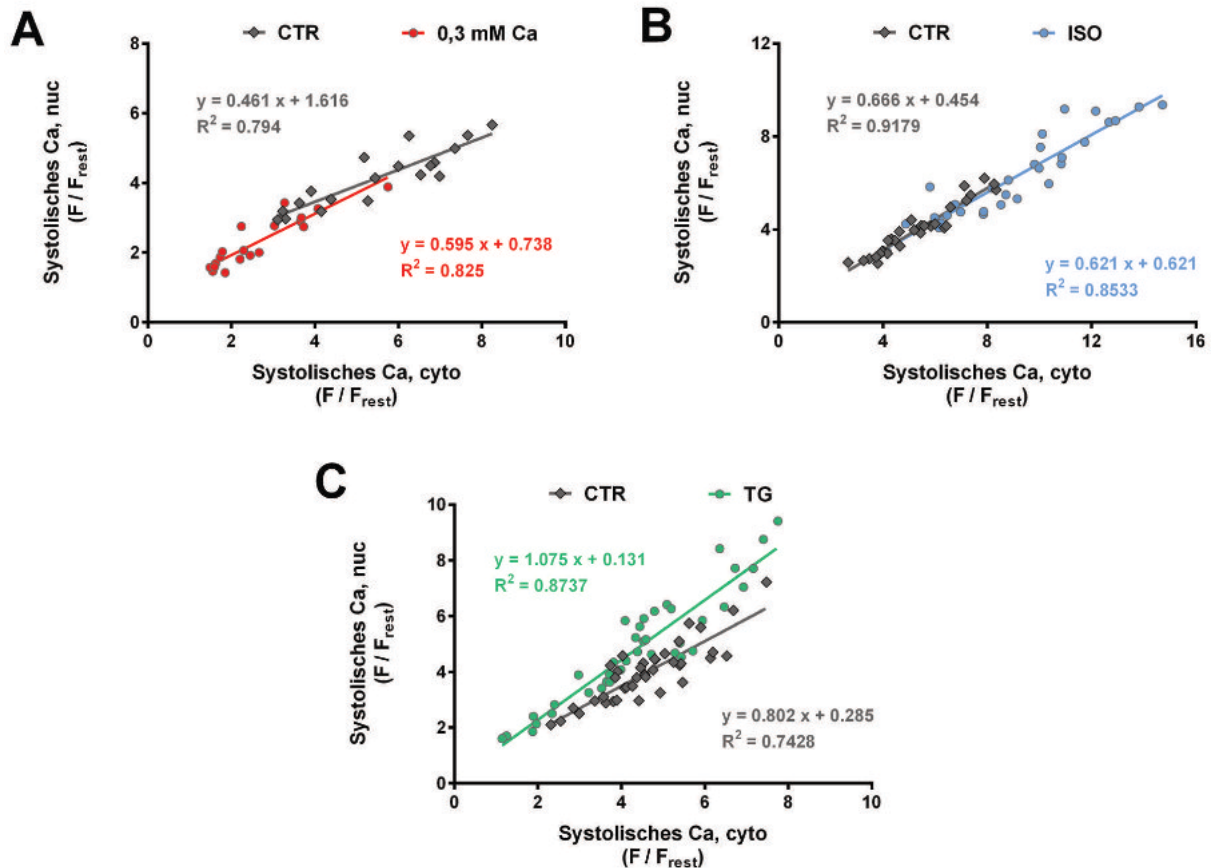 A
CTR 0,3 mM Ca
8
6
4
2
0
Systolisches Ca, nuc
(F / Frest)
y = 0.461 x + 1.616
R² = 0.794
y = 0.595 x + 0.738
R² = 0.825
0 2 4 6 8 10
Systolisches Ca, cyto
(F / Frest)
B
CTR ISO
12
8
4
0
Systolisches Ca, nuc
(F / Frest)
y = 0.666 x + 0.454
R² = 0.9179
y = 0.621 x + 0.621
R² = 0.8533
0 4 8 12 16
Systolisches Ca, cyto
(F / Frest)
C
CTR TG
10
8
6
4
2
0
Systolisches Ca, nuc
(F / Frest)
y = 1.075 x + 0.131
R² = 0.8737
y = 0.802 x + 0.285
R² = 0.7428
0 2 4 6 8 10
Systolisches Ca, cyto
(F / Frest)